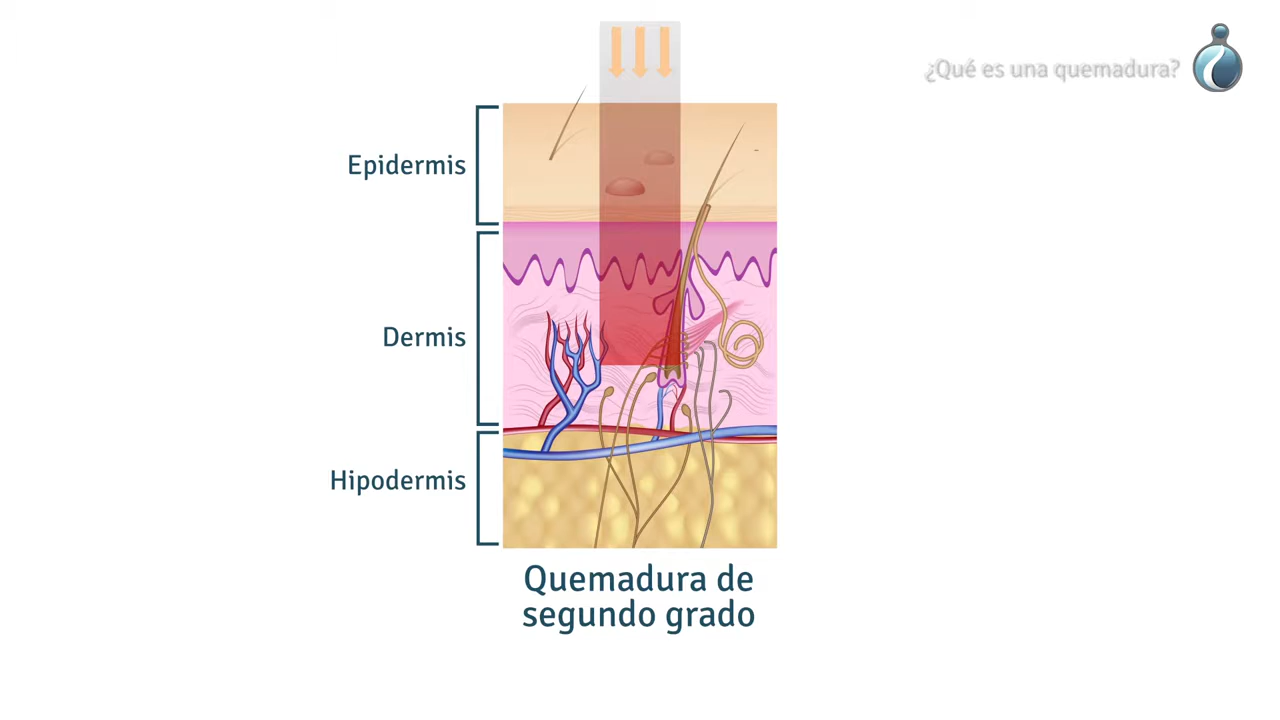 ¿Qué es una quemadura?
Epidermis
Dermis
Hipodermis
Quemadura de
segundo grado